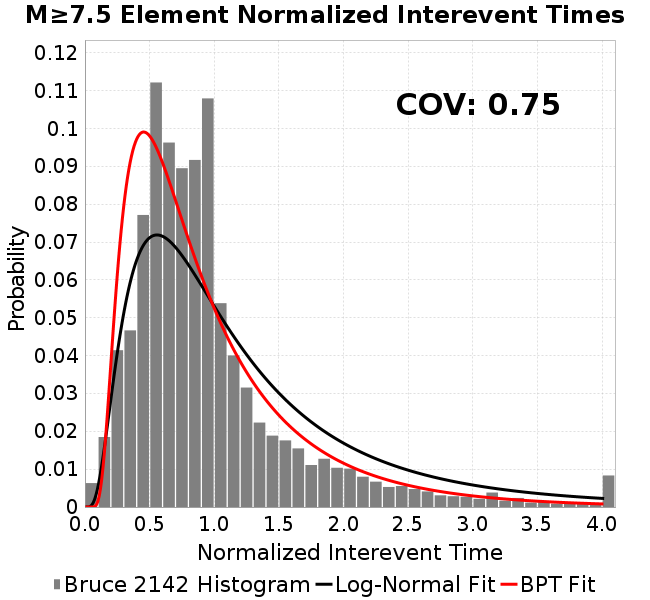 M≥7.5 Element Normalized Interevent Times
COV: 0.75
Probability
0.12
0.11
0.1
0.09
0.08
0.07
0.06
0.05
0.04
0.03
0.02
0.01
0
0.0 0.5 1.0 1.5 2.0 2.5 3.0 3.5 4.0
Normalized Interevent Time
Bruce 2142 Histogram Log-Normal Fit BPT Fit